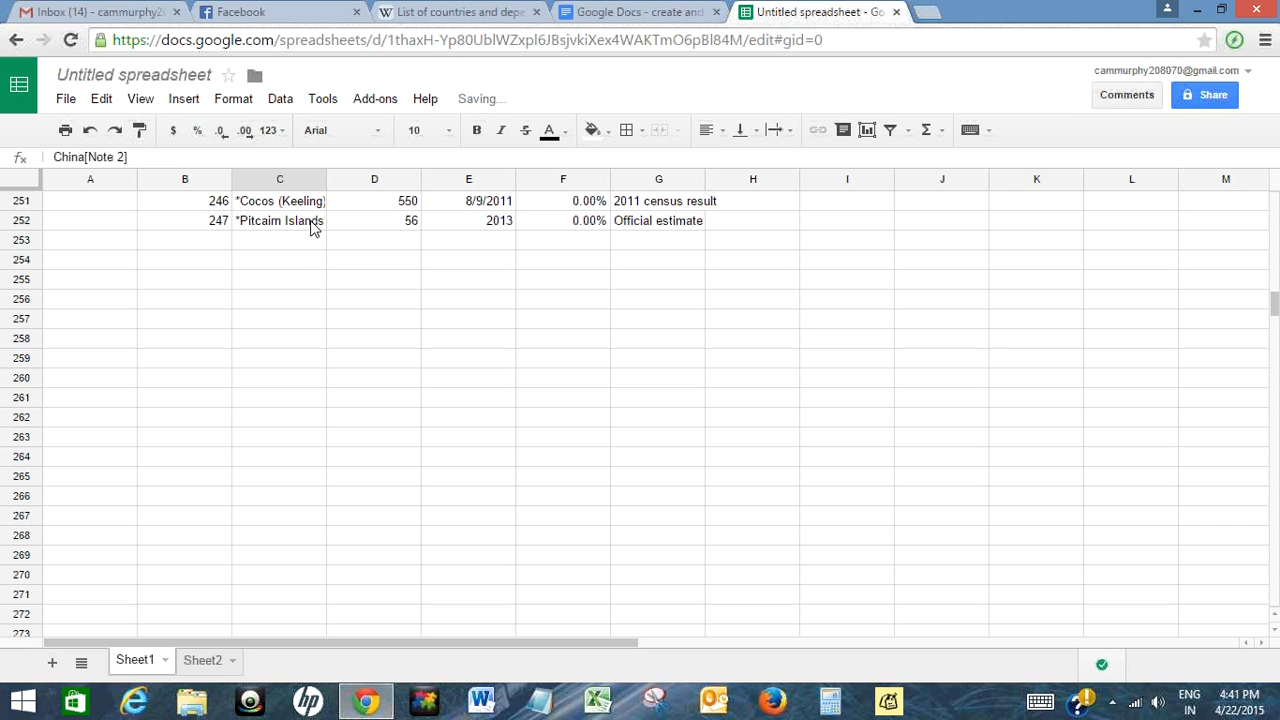 Inbox (14) - cammurphy2
Facebook
List of countries and depe
Google Docs - create and
Untitled spreadsheet - Go
https://docs.google.com/spreadsheets/d/1thaxH-Yp80UblWZxpl6JBsivkiXex4WAKTmO6pBl84M/edit#gid=0
Untitled spreadsheet
cammurphy208070@gmail.com
File Edit View Insert Format Data Tools Add-ons Help Saving...
Comments Share
$ % .0 .00 123 Arial 10 B I S A Σ
fx China[Note 2]
A B C D E F G H I J K L M
251 246 *Cocos (Keeling) 550 8/9/2011 0.00% 2011 census result
252 247 *Pitcairn Islands 56 2013 0.00% Official estimate
253
254
255
256
257
258
259
260
261
262
263
264
265
266
267
268
269
270
271
272
273
+ Sheet1 Sheet2
ENG 4:41 PM
IN 4/22/2015